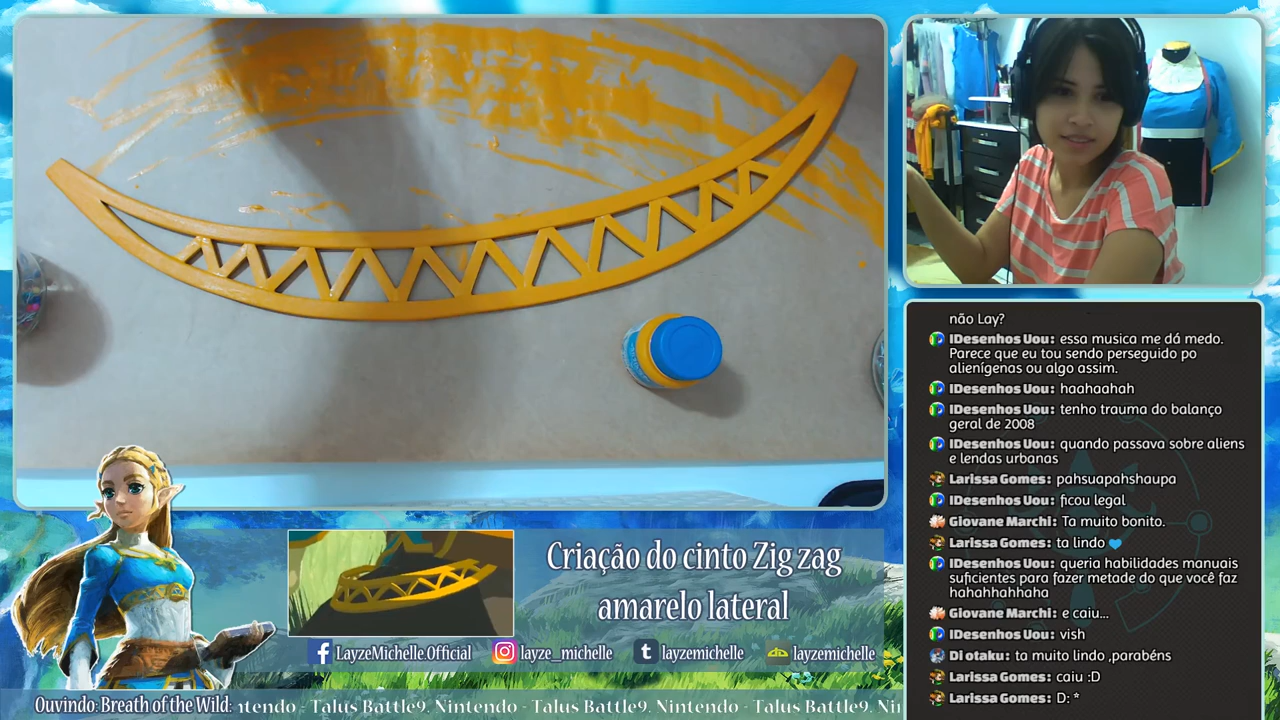 não Lay?
IDesenhos Uou: essa musica me dá medo.
Parece que eu tou sendo perseguido po
alienígenas ou algo assim.
IDesenhos Uou: haahaahah
IDesenhos Uou: tenho trauma do balanço
geral de 2008
IDesenhos Uou: quando passava sobre aliens
e lendas urbanas
Larissa Gomes: pahsuapahshaupa
IDesenhos Uou: ficou legal
Giovane Marchi: Ta muito bonito.
Larissa Gomes: ta lindo 💙
IDesenhos Uou: queria habilidades manuais
suficientes para fazer metade do que você faz
hahahhahhaha
Giovane Marchi: e caiu...
IDesenhos Uou: vish
Di otaku: ta muito lindo ,parabéns
Larissa Gomes: caiu :D
Larissa Gomes: D: *
Criação do cinto Zig zag
amarelo lateral
LayzeMichelle.Official layze_michelle layzemichelle layzemichelle
Ouvindo: Breath of the Wild: ntendo - Talus Battle9. Nintendo - Talus Battle9. Nintendo - Talus Battle9. Nin